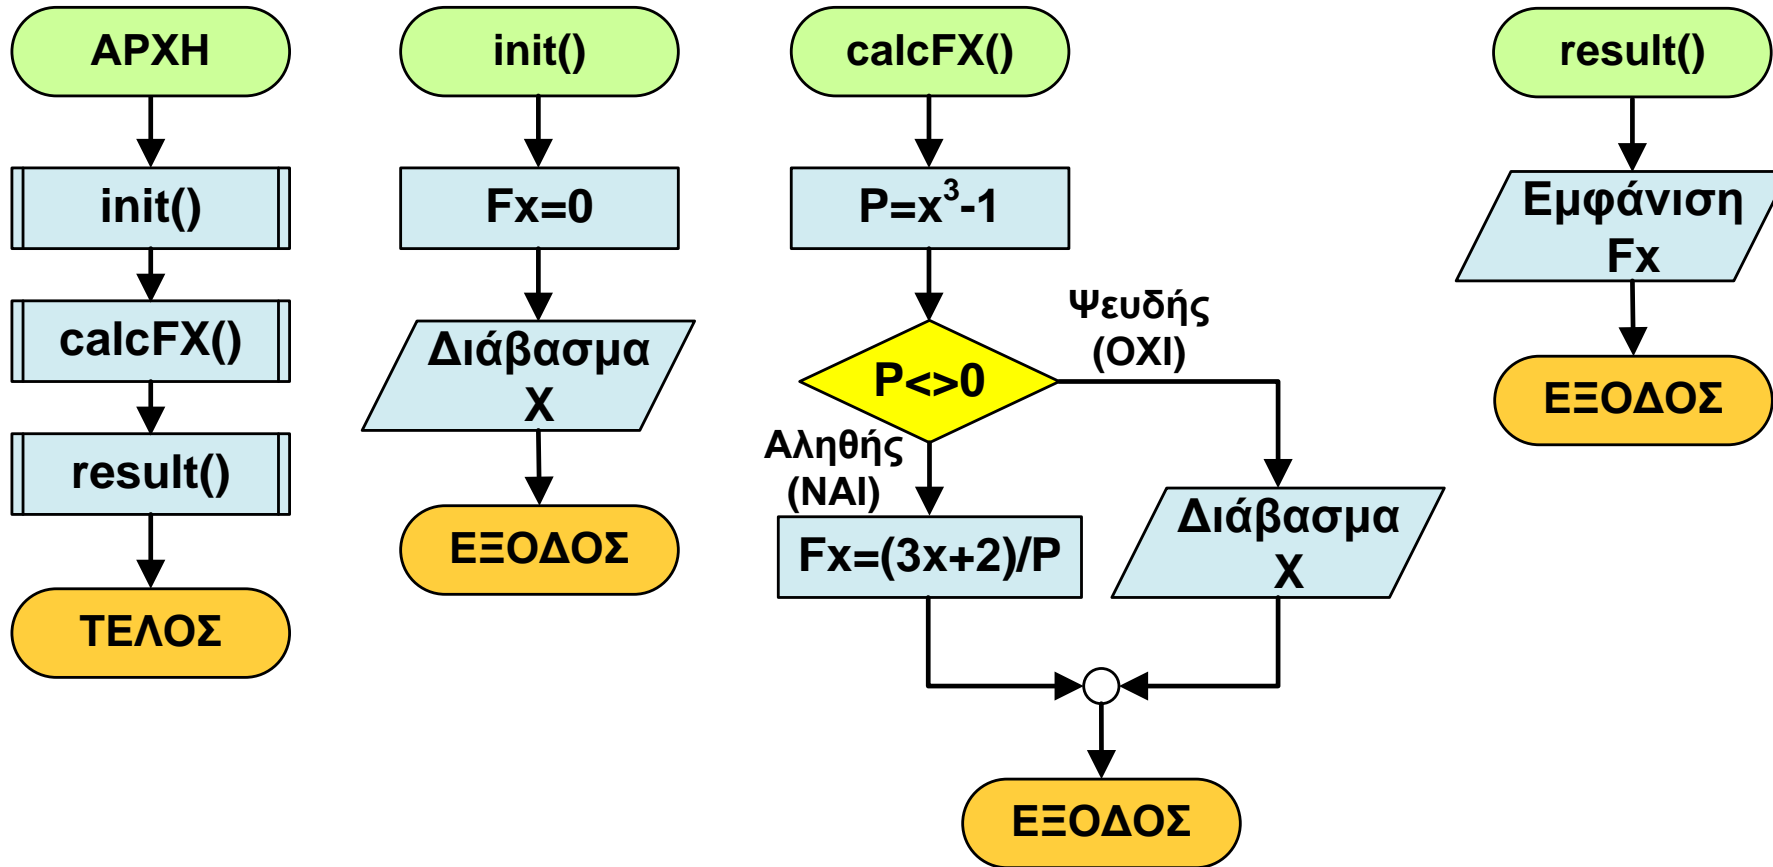 ΑΡΧΗ
init()
calcFX()
result()
ΤΕΛΟΣ
init()
Fx=0
Διάβασμα
X
ΕΞΟΔΟΣ
calcFX()
P=x³-1
P<>0
Ψευδής
(ΟΧΙ)
Αληθής
(ΝΑΙ)
Fx=(3x+2)/P
Διάβασμα
X
ΕΞΟΔΟΣ
result()
Εμφάνιση
Fx
ΕΞΟΔΟΣ